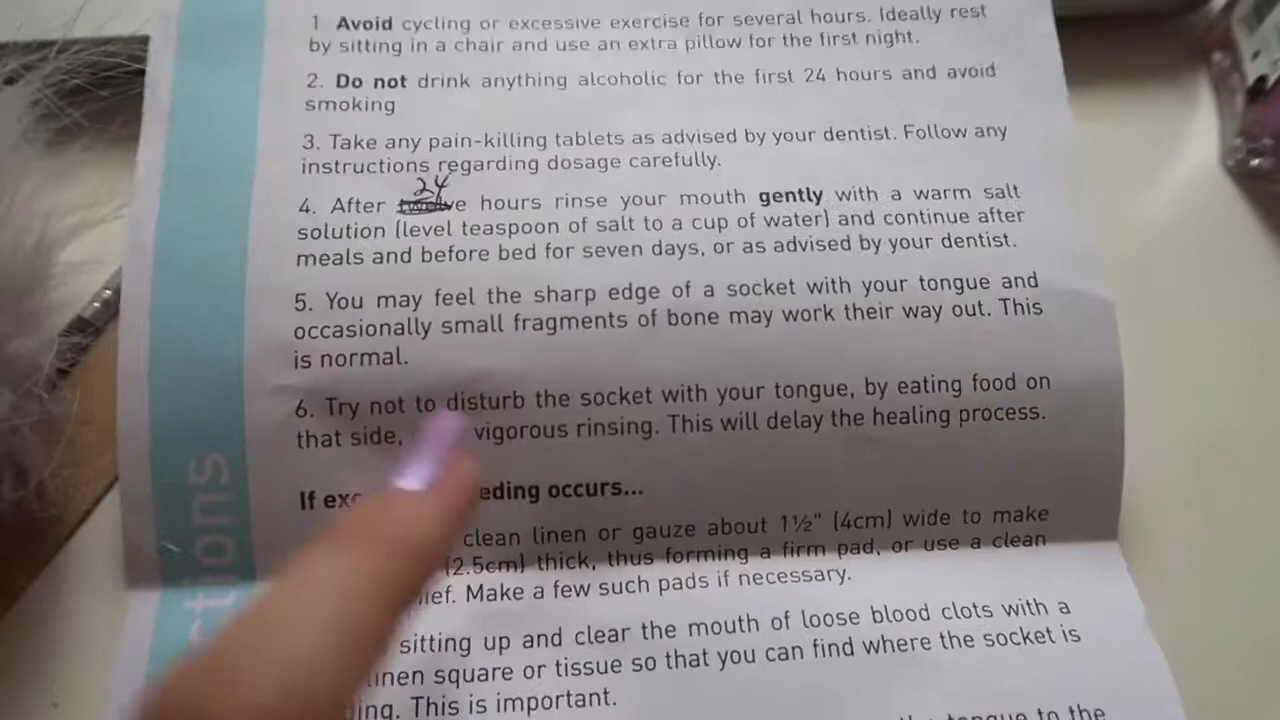 1 Avoid cycling or excessive exercise for several hours. Ideally rest
by sitting in a chair and use an extra pillow for the first night.
2. Do not drink anything alcoholic for the first 24 hours and avoid
smoking
3. Take any pain-killing tablets as advised by your dentist. Follow any
instructions regarding dosage carefully.
24
4. After twelve hours rinse your mouth gently with a warm salt
solution (level teaspoon of salt to a cup of water) and continue after
meals and before bed for seven days, or as advised by your dentist.
5. You may feel the sharp edge of a socket with your tongue and
occasionally small fragments of bone may work their way out. This
is normal.
6. Try not to disturb the socket with your tongue, by eating food on
that side, vigorous rinsing. This will delay the healing process.
If occurs...
clean linen or gauze about 1½" (4cm) wide to make
(2.5cm) thick, thus forming a firm pad, or use a clean
Make a few such pads if necessary.
sitting up and clear the mouth of loose blood clots with a
linen square or tissue so that you can find where the socket is
This is important.
tongue to the
ctions